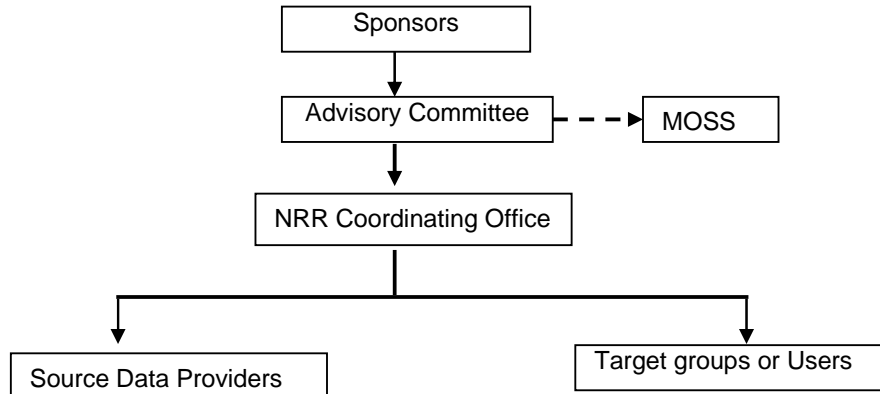 Sponsors
Advisory Committee
MOSS
NRR Coordinating Office
Source Data Providers
Target groups or Users